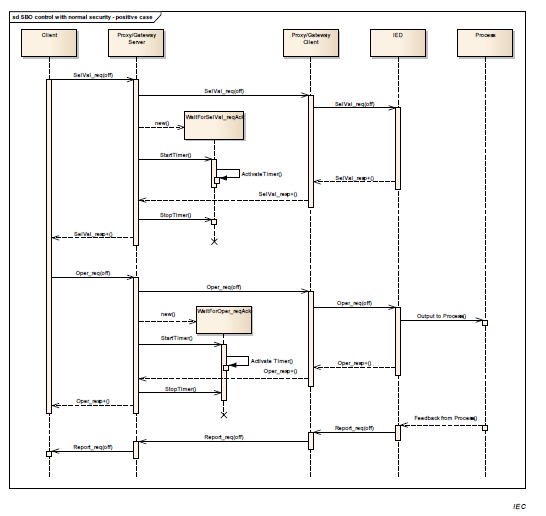 sd SBO control with normal security - positive case
Client
Proxy/Gateway
Server
Proxy/Gateway
Client
IED
Process
SelVal_req(off)
SelVal_req(off)
SelVal_req(off)
WaitForSelVal_reqAck
new()
StartTimer()
ActivateTimer()
SelVal_resp+()
SelVal_resp+()
StopTimer()
SelVal_resp+()
Oper_req(off)
Oper_req(off)
Oper_req(off)
WaitForOper_reqAck
new()
Output to Process()
StartTimer()
Activate Timer()
Oper_resp+()
Oper_resp+()
StopTimer()
Oper_resp+()
Feedback from Process()
Report_req(off)
Report_req(off)
Report_req(off)
IEC